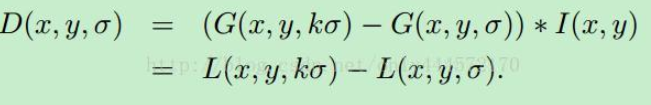 D(x, y, σ) = (G(x, y, kσ) − G(x, y, σ)) ∗ I(x, y)
= L(x, y, kσ) − L(x, y, σ).